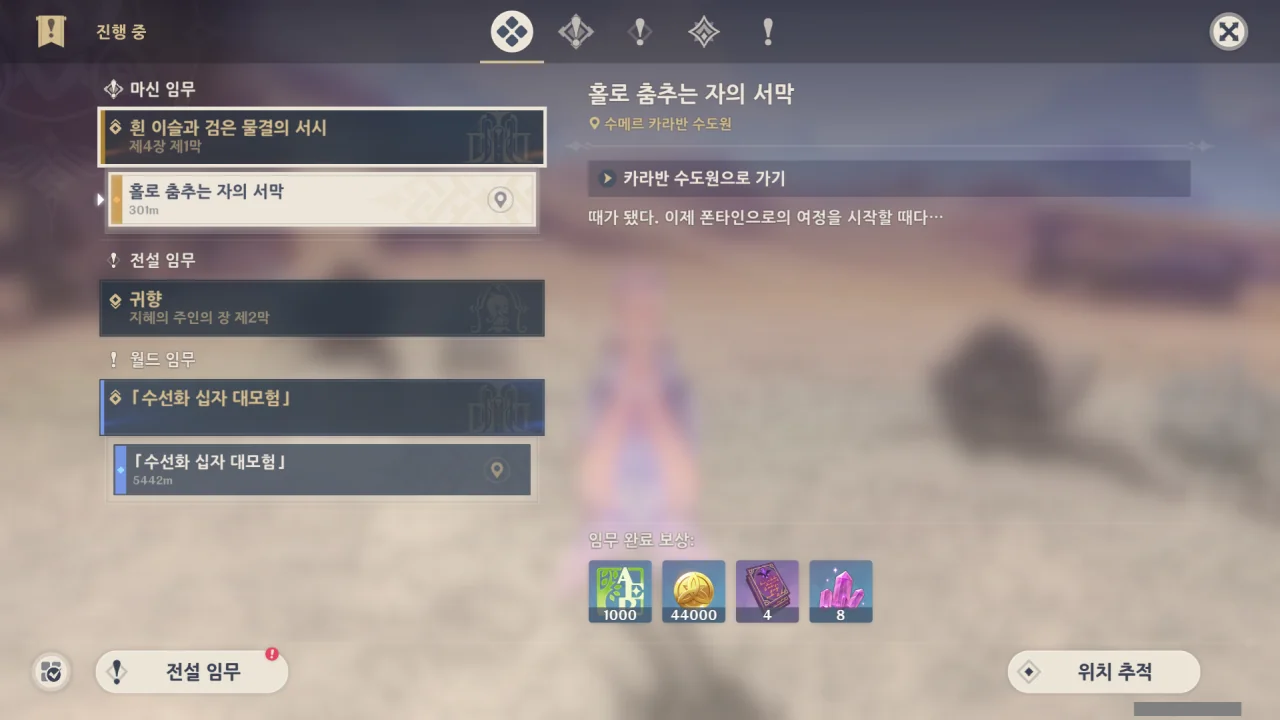 진행 중
마신 임무
흰 이슬과 검은 물결의 서시
제4장 제1막
홀로 춤추는 자의 서막
301m
전설 임무
귀향
지혜의 주인의 장 제2막
월드 임무
「수선화 십자 대모험」
「수선화 십자 대모험」
5442m
전설 임무
홀로 춤추는 자의 서막
수메르 카라반 수도원
카라반 수도원으로 가기
때가 됐다. 이제 폰타인으로의 여정을 시작할 때다…
임무 완료 보상:
1000
44000
4
8
위치 추적